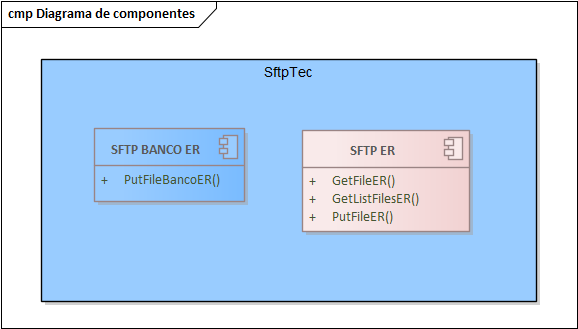 cmp Diagrama de componentes
SftpTec
SFTP BANCO ER
+ PutFileBancoER()
SFTP ER
+ GetFileER()
+ GetListFilesER()
+ PutFileER()